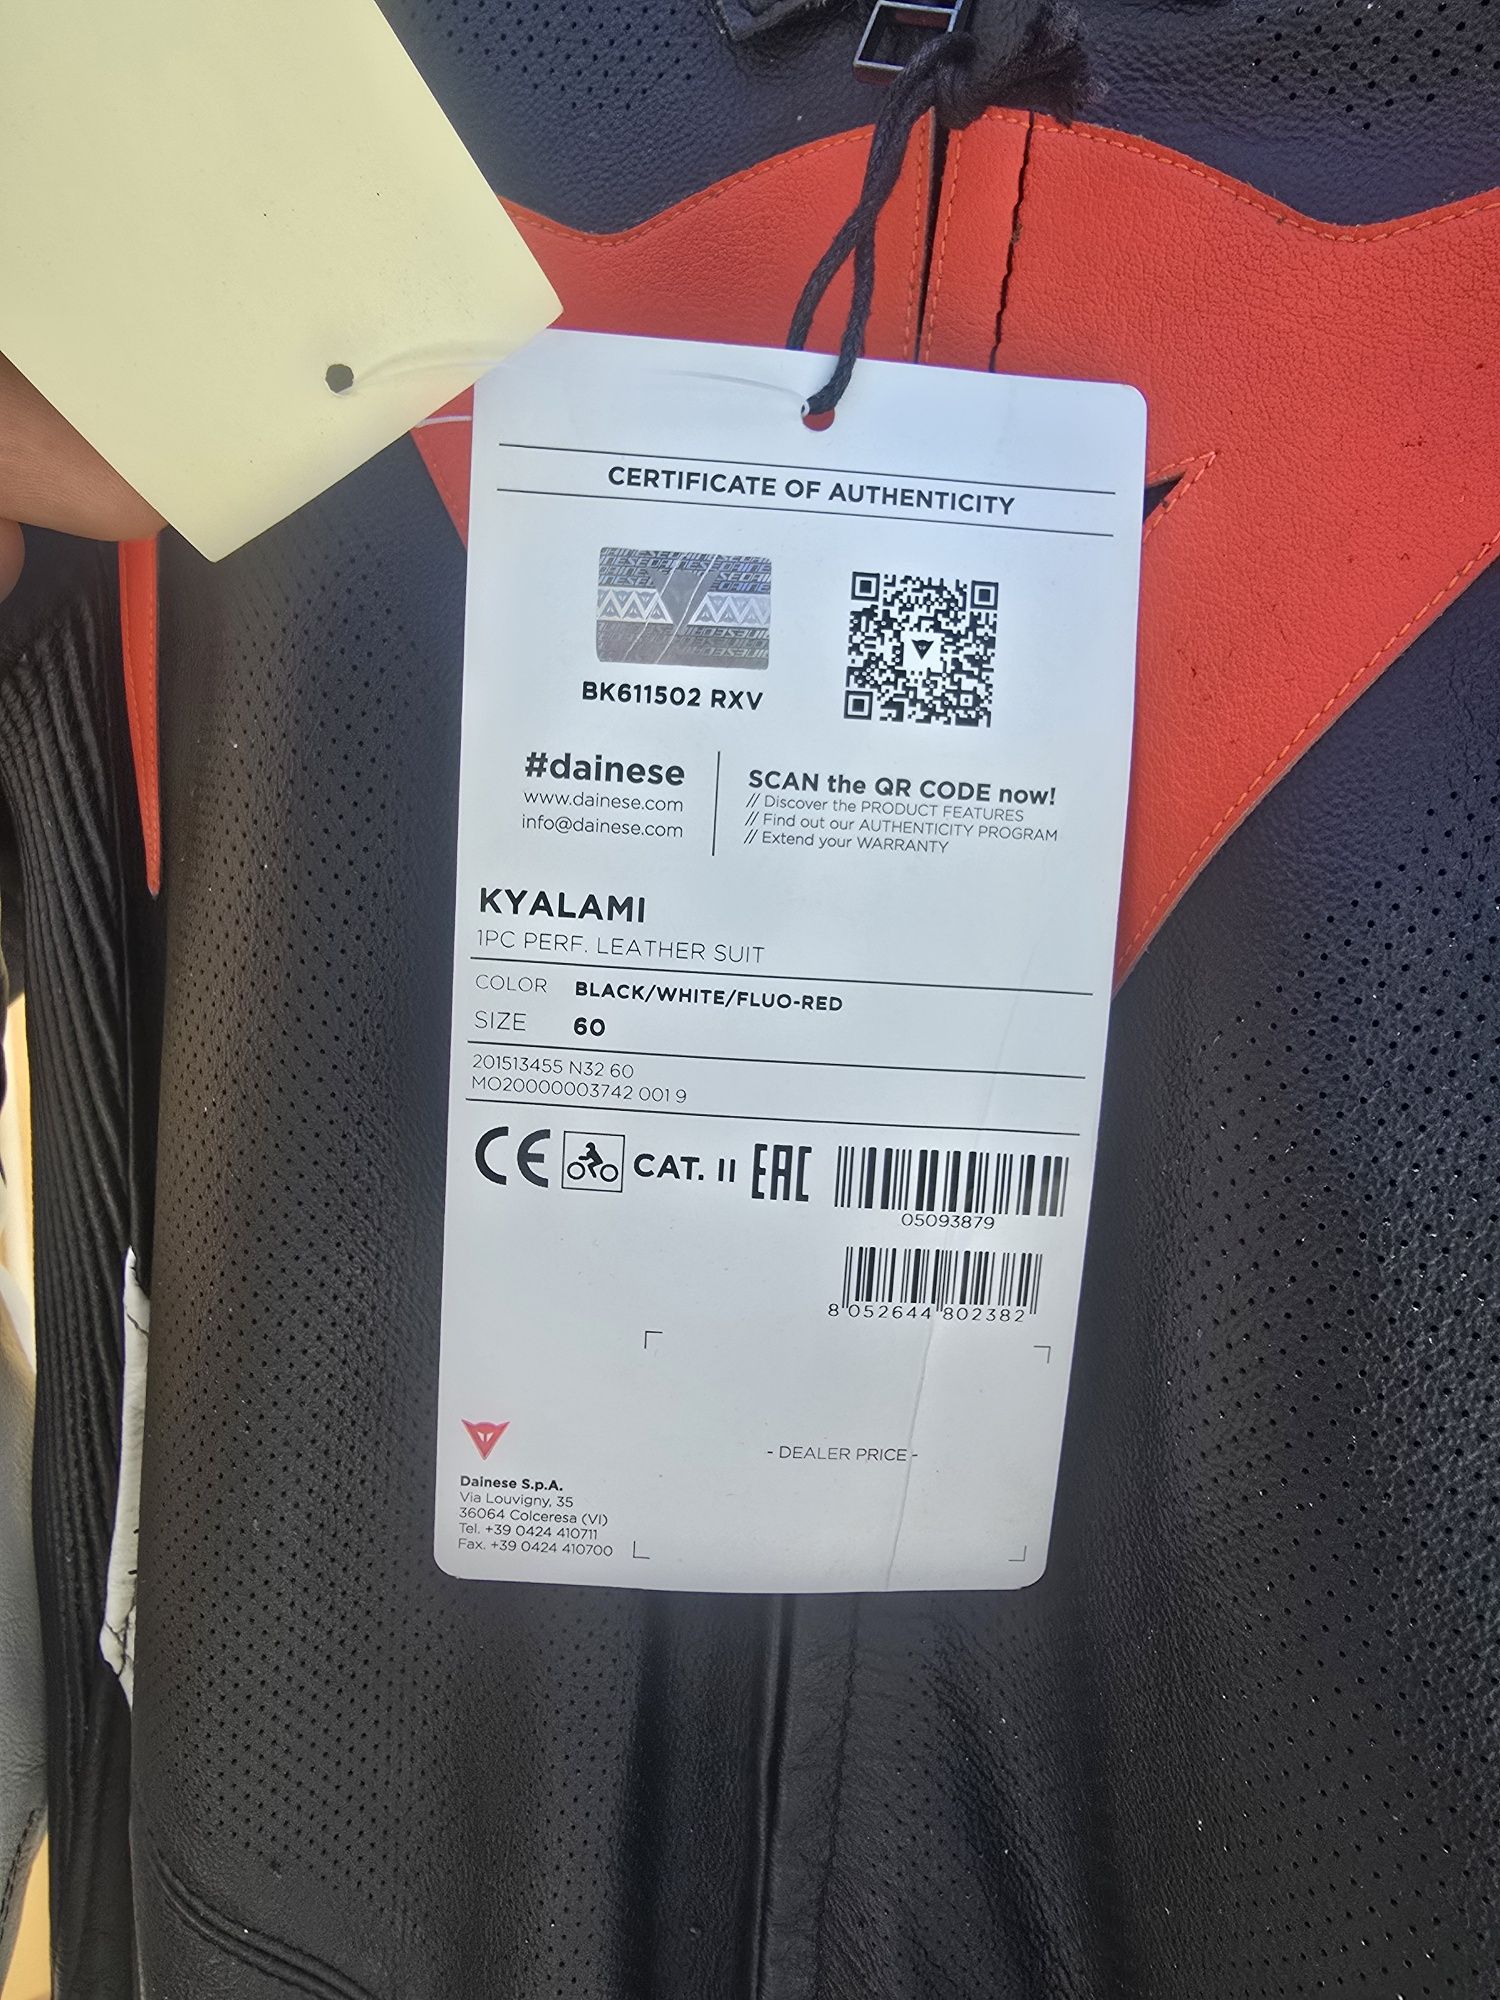 CERTIFICATE OF AUTHENTICITY
BK611502 RXV
#dainese
www.dainese.com
info@dainese.com
SCAN the QR CODE now!
// Discover the PRODUCT FEATURES
// Find out our AUTHENTICITY PROGRAM
// Extend your WARRANTY
KYALAMI
1PC PERF. LEATHER SUIT
COLOR BLACK/WHITE/FLUO-RED
SIZE 60
201513455 N32 60
MO20000003742 001 9
CE CAT. II EAC
05093879
8 052644 802382
- DEALER PRICE -
Dainese S.p.A.
Via Louvigny, 35
36064 Colceresa (VI)
Tel. +39 0424 410711
Fax. +39 0424 410700